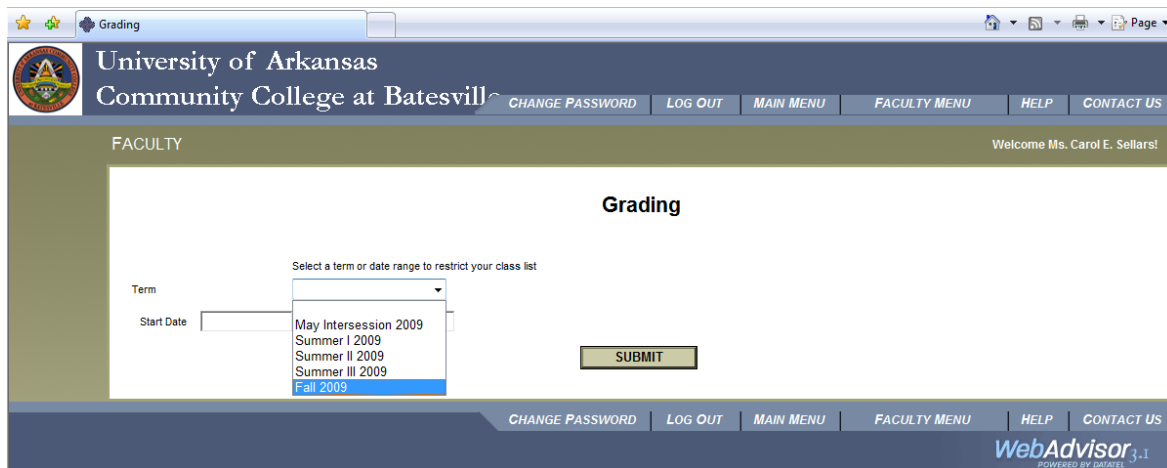 Grading
Page
University of Arkansas
Community College at Batesville
CHANGE PASSWORD LOG OUT MAIN MENU FACULTY MENU HELP CONTACT US
FACULTY
Welcome Ms. Carol E. Sellars!
Grading
Select a term or date range to restrict your class list
Term
Start Date
May Intersession 2009
Summer I 2009
Summer II 2009
Summer III 2009
Fall 2009
SUBMIT
CHANGE PASSWORD LOG OUT MAIN MENU FACULTY MENU HELP CONTACT US
WebAdvisor 3.1
POWERED BY DATATEL